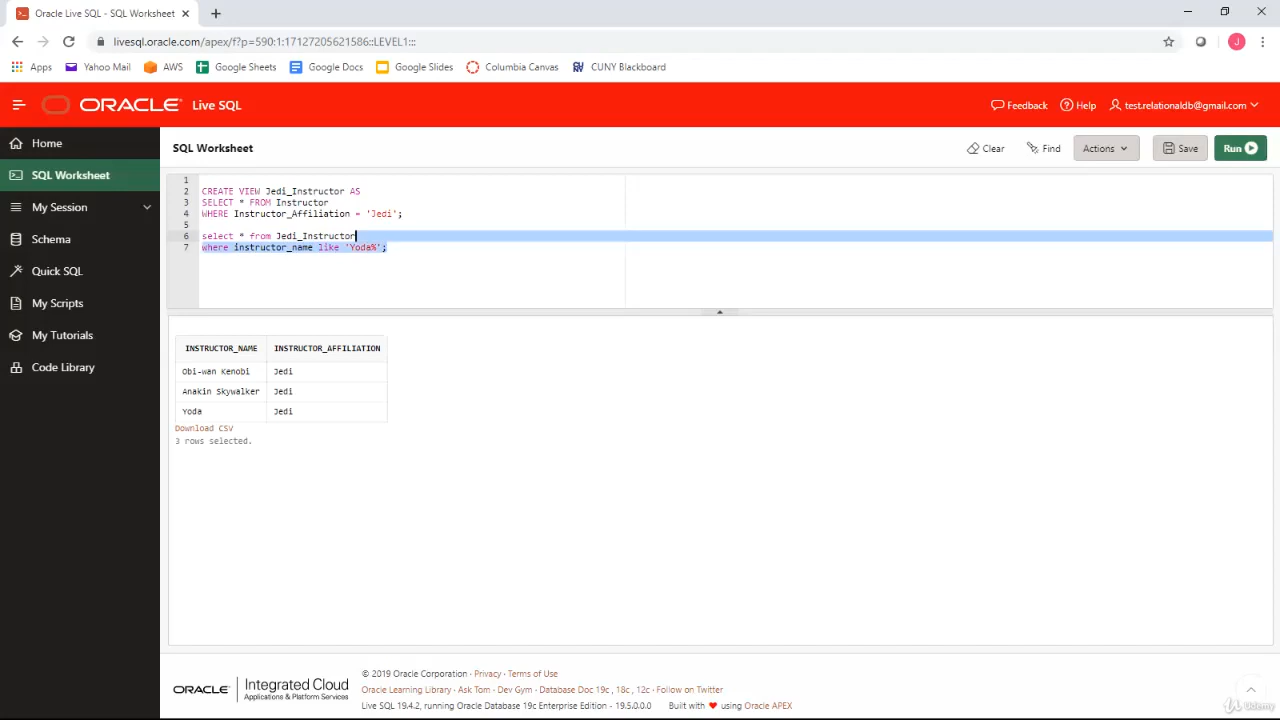 Oracle Live SQL - SQL Worksheet
livesql.oracle.com/apex/f?p=590:1:17127205621586::LEVEL1:::
J
Apps Yahoo Mail AWS Google Sheets Google Docs Google Slides Columbia Canvas CUNY Blackboard
ORACLE Live SQL
Feedback Help test.relationaldb@gmail.com
Home
SQL Worksheet
My Session
Schema
Quick SQL
My Scripts
My Tutorials
Code Library
SQL Worksheet
Clear Find Actions Save Run
1
2 CREATE VIEW Jedi_Instructor AS
3 SELECT * FROM Instructor
4 WHERE Instructor_Affiliation = 'Jedi';
5
6 select * from Jedi_Instructor
7 where instructor_name like 'Yoda%';
INSTRUCTOR_NAME INSTRUCTOR_AFFILIATION
Obi-wan Kenobi Jedi
Anakin Skywalker Jedi
Yoda Jedi
Download CSV
3 rows selected.
ORACLE Integrated Cloud
Applications & Platform Services
© 2019 Oracle Corporation · Privacy · Terms of Use
Oracle Learning Library · Ask Tom · Dev Gym · Database Doc 19c , 18c , 12c · Follow on Twitter
Live SQL 19.4.2, running Oracle Database 19c Enterprise Edition - 19.5.0.0.0 Built with ❤ using Oracle APEX
Udemy